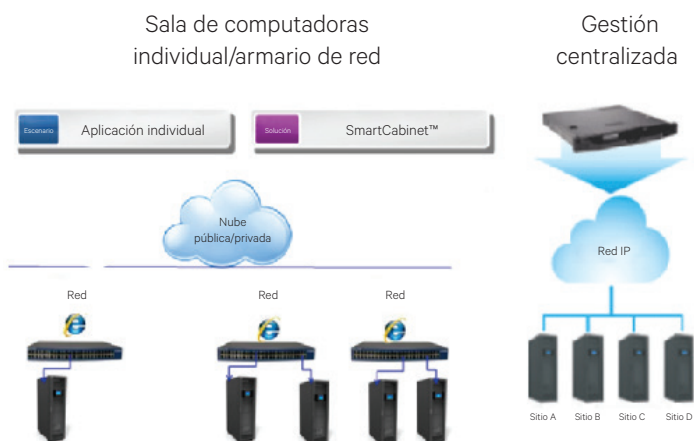 Sala de computadoras
individual/armario de red
Gestión
centralizada
Escenario
Aplicación individual
Solución
SmartCabinet™
Nube
pública/privada
Red IP
Red
Red
Red
Sitio A
Sitio B
Sitio C
Sitio D